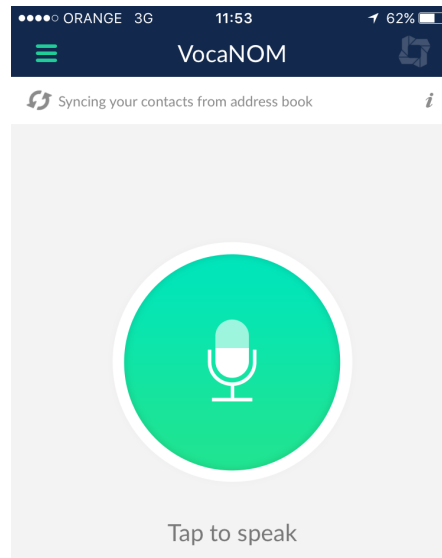 ORANGE 3G 11:53 62%
VocaNOM
Syncing your contacts from address book i
Tap to speak